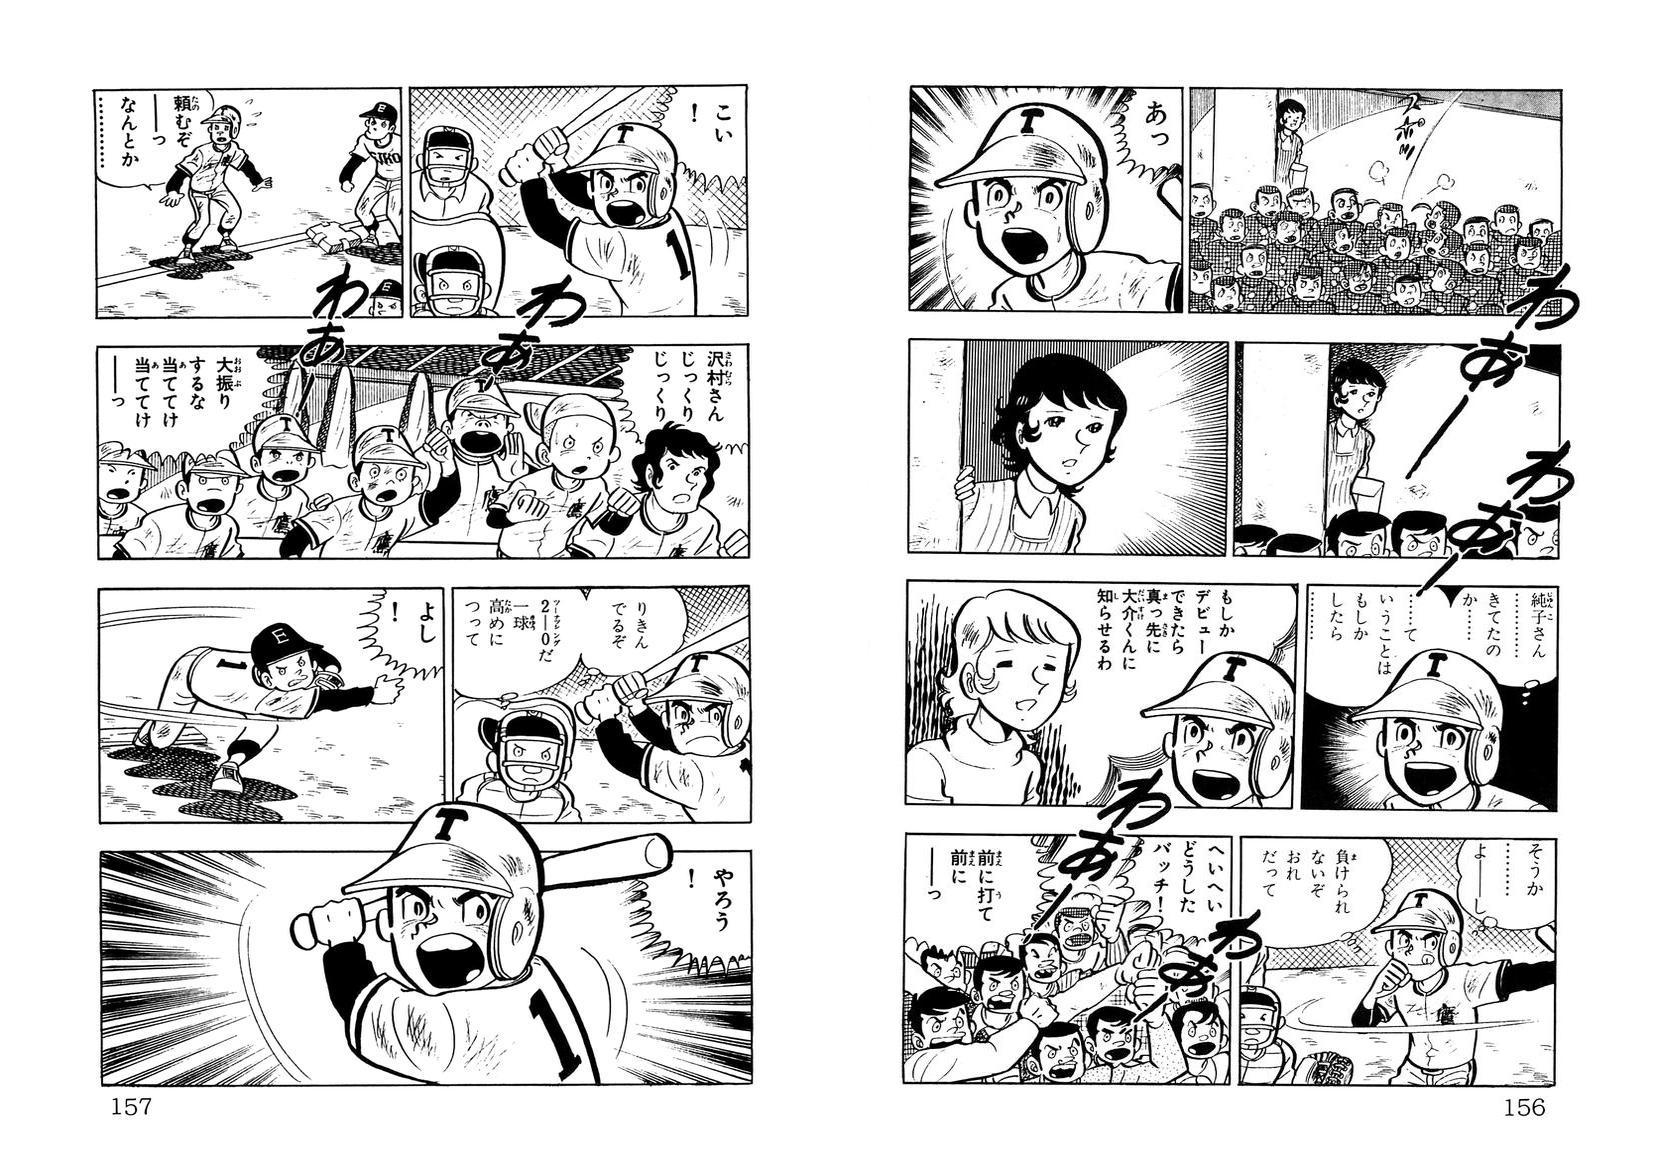 わあーっ
あっ
わあーっ
純子さん
…………
きてたの
か……
……て
いうことは
もしか
したら
…………
もしか
デビュー
できたら
真っ先に
大介くんに
知らせるわ
そうか
…………
よーし
負けられ
ないぞ
おれ
だって
わあーっ
へいへい
どうした
バッチ!
前に打て
前に
――っ
わあーっ
156
こい
!
T
1
頼むぞ
――っ
なんとか
…………
E
わあ
わあ
沢村さん
じっくり
じっくり
大振り
するな
当ててけ
当ててけ
――っ
りきん
でるぞ
2―0だ
一球
高めに
つって
よし
!
E
1
やろう
!
T
1
157